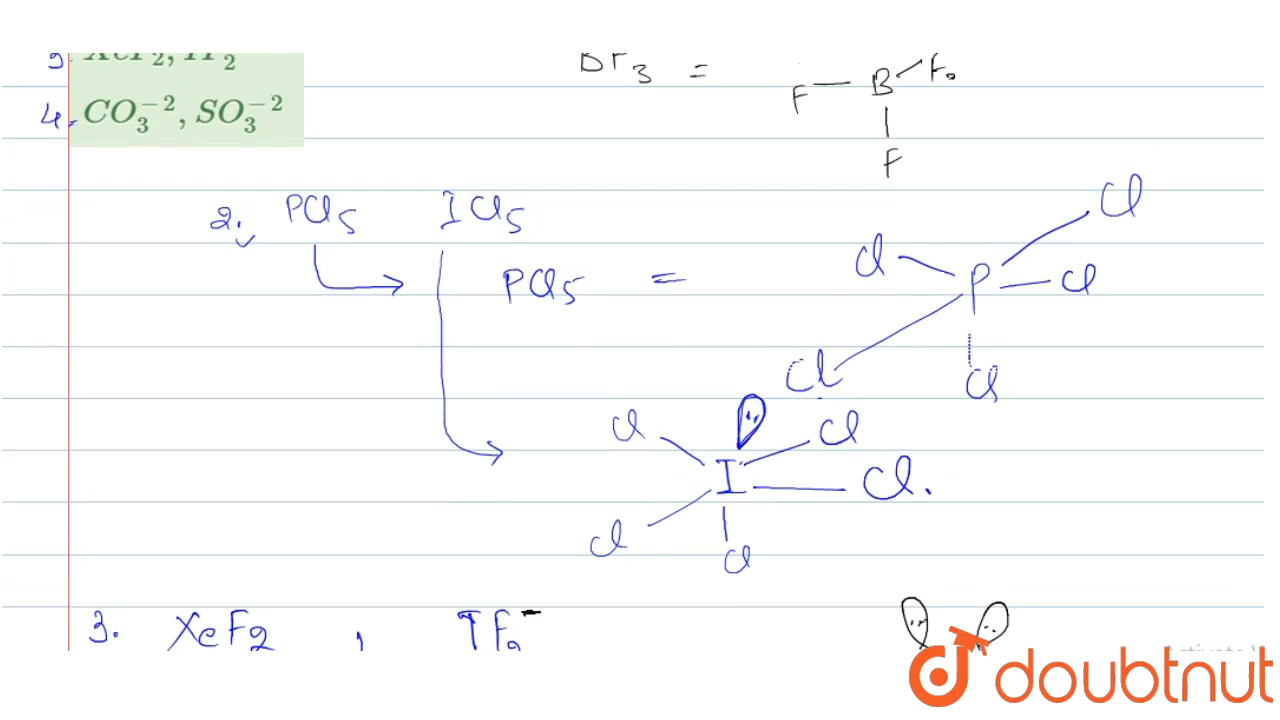 BF3 =
F B F
F
4. CO₃⁻², SO₃⁻²
2. PCl5 ICl5
PCl5 =
Cl Cl P Cl
Cl Cl
Cl I Cl
Cl.
Cl Cl
3. XeF2 , IF2-
doubtnut